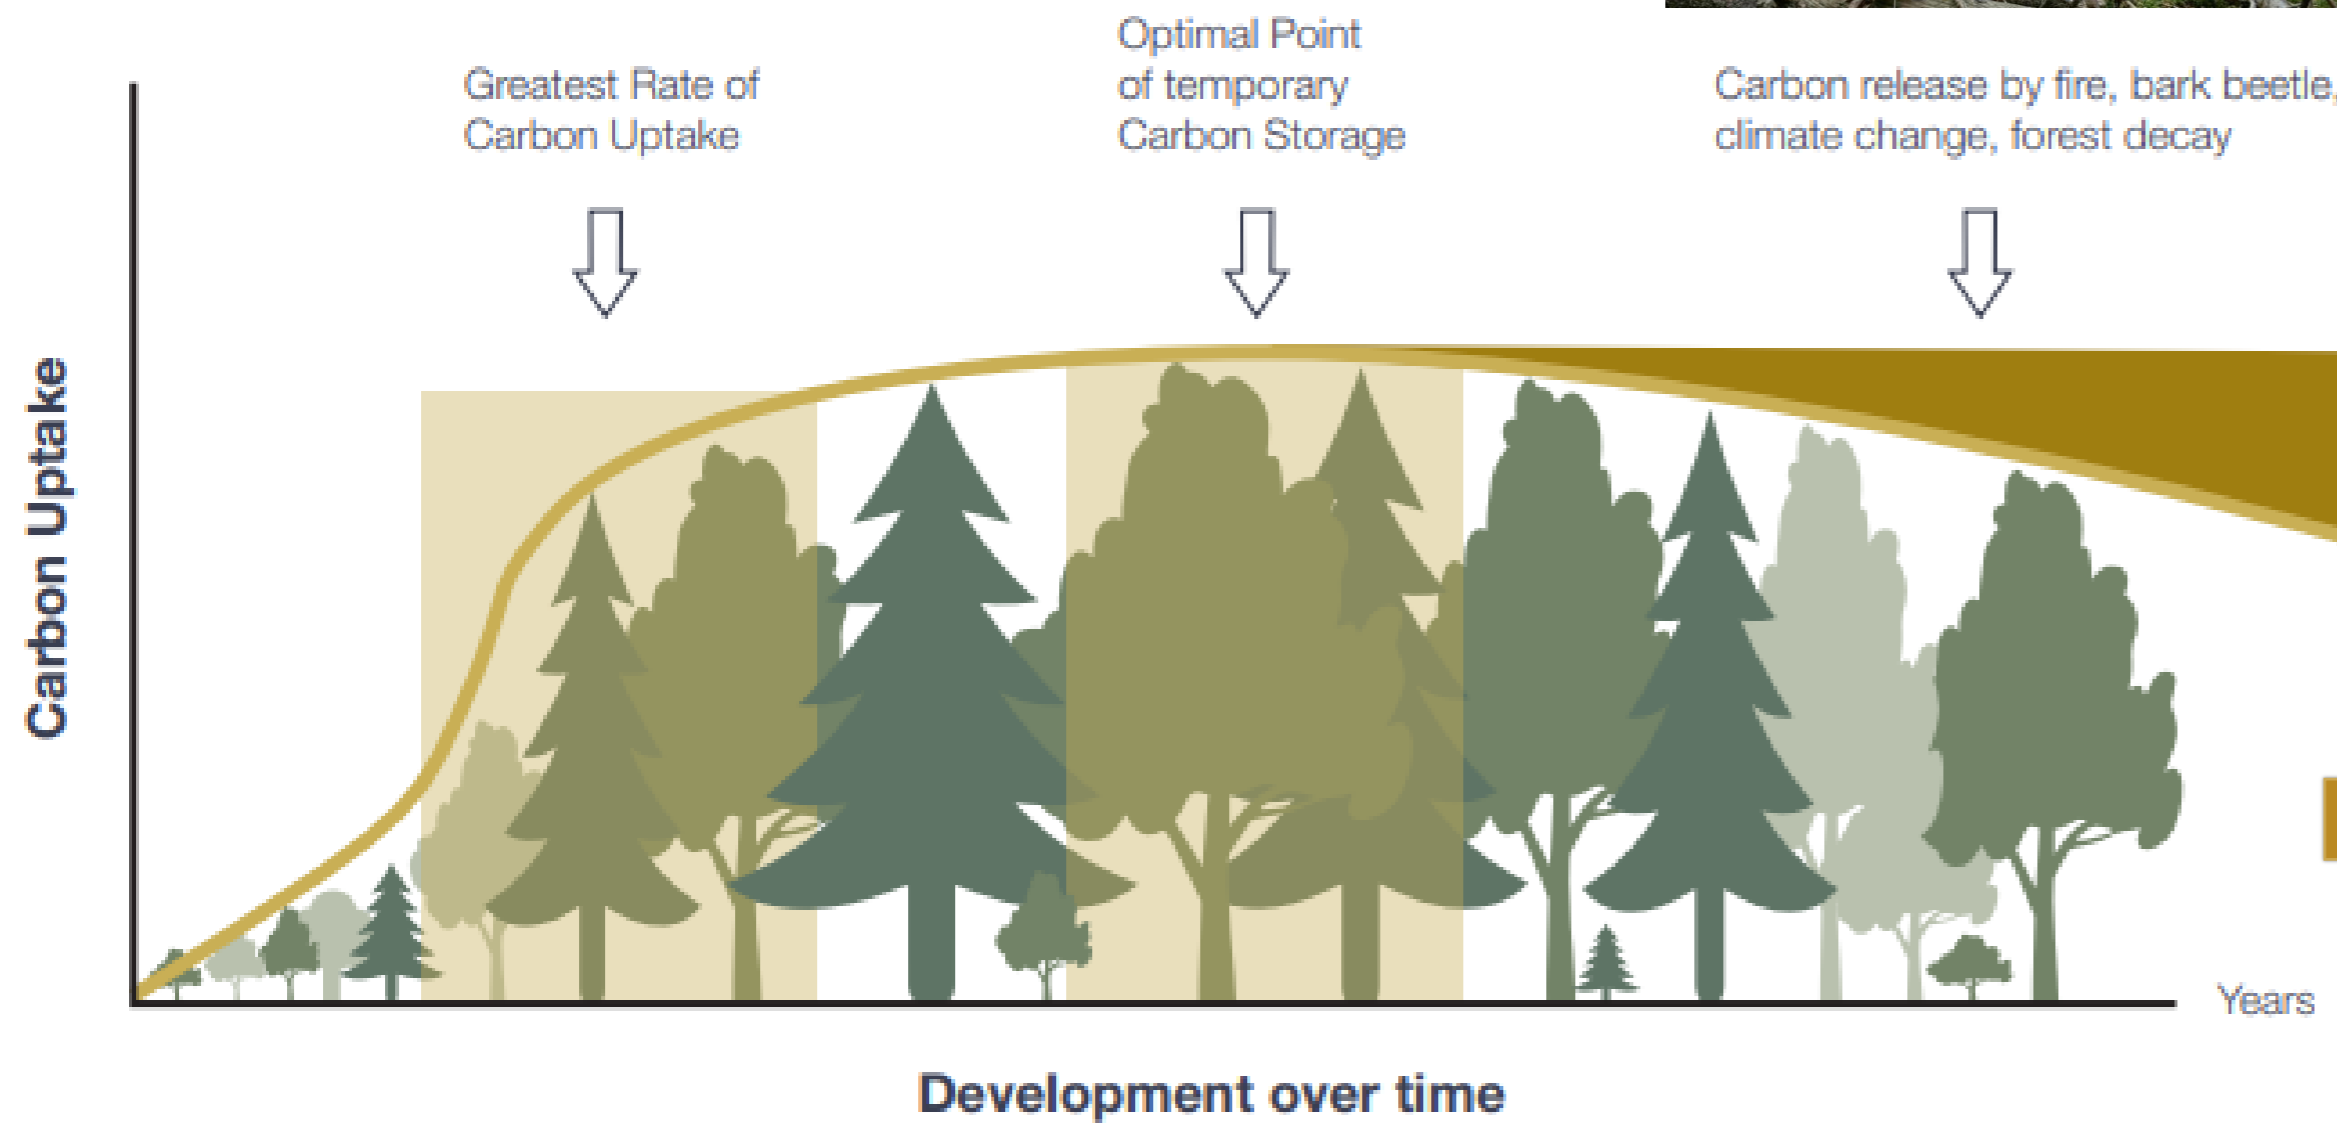 Greatest Rate of
Carbon Uptake
Optimal Point
of temporary
Carbon Storage
Carbon release by fire, bark beetle,
climate change, forest decay
Carbon Uptake
Years
Development over time